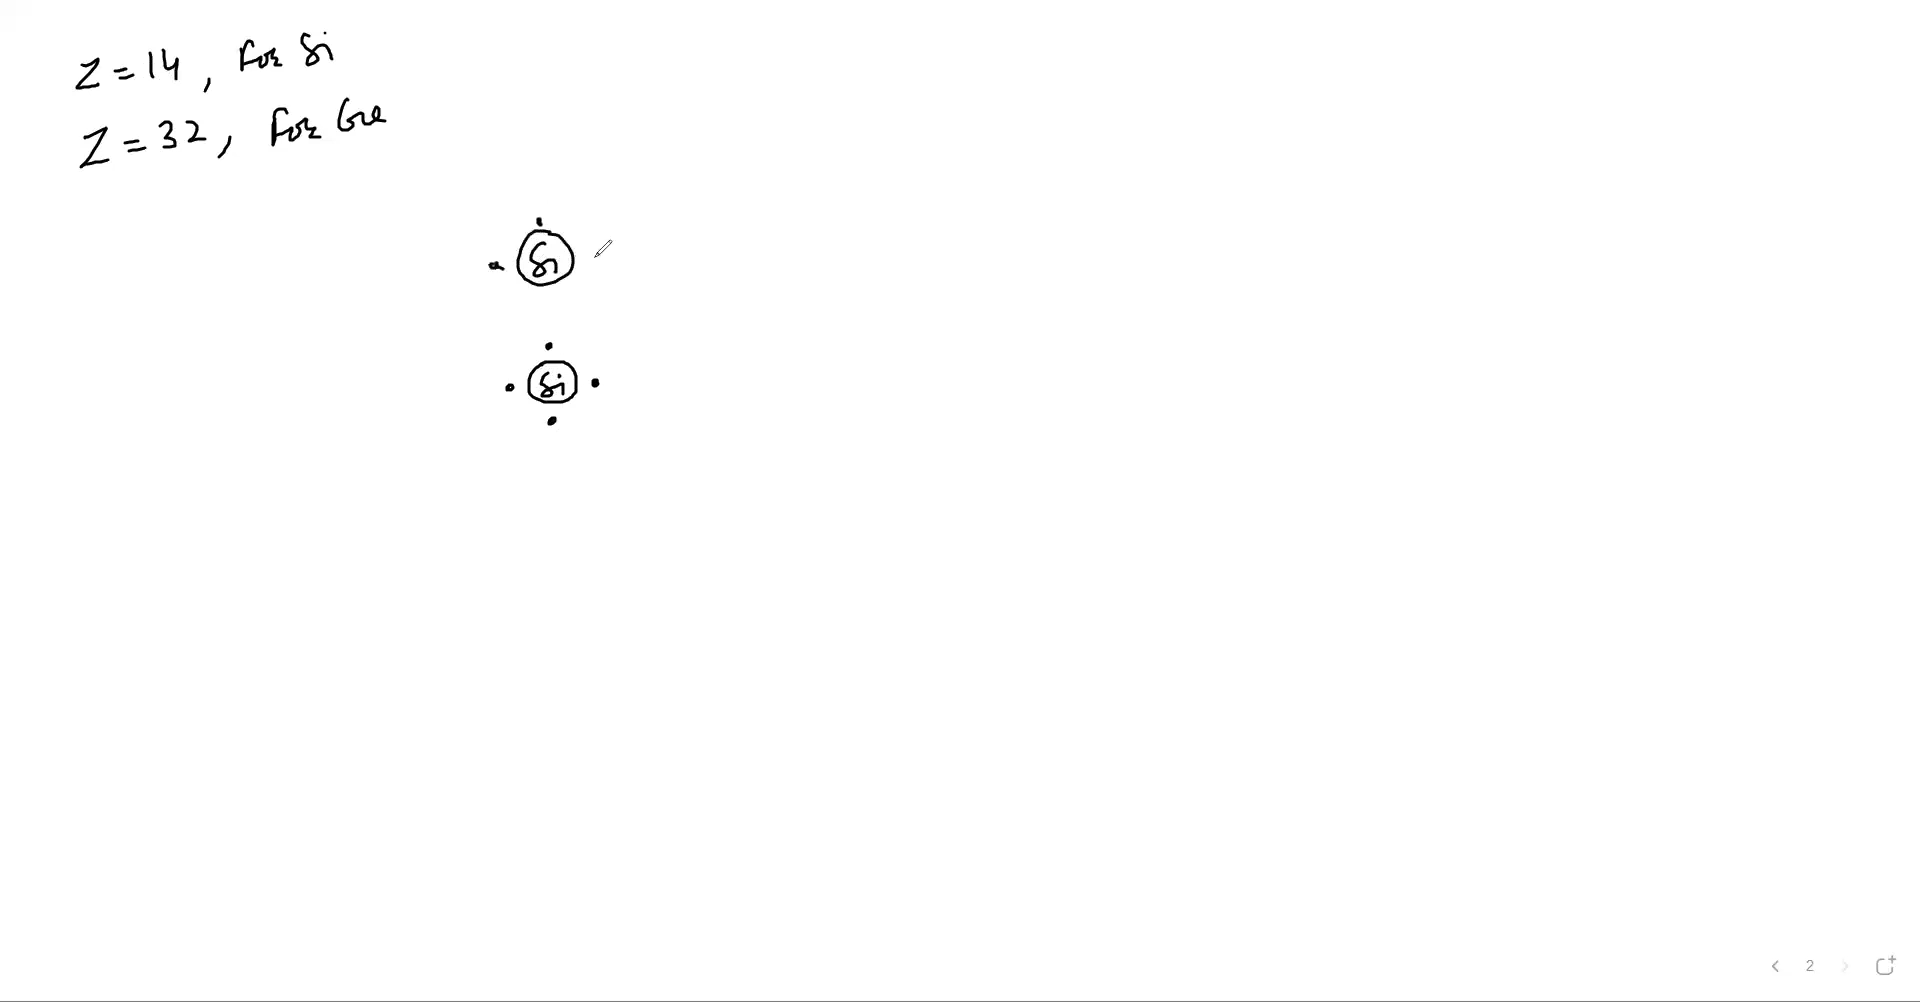 Z = 14, For Si
Z = 32, For Ge
Si
Si
2